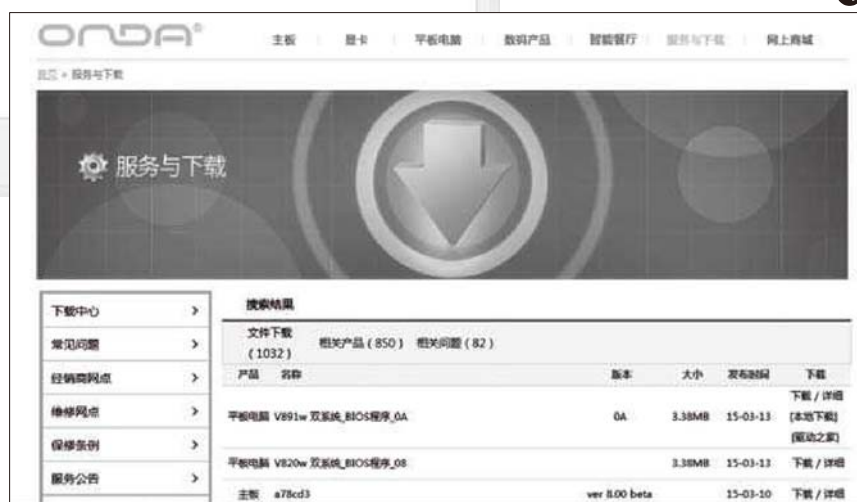 ONDA®
主板 显卡 平板电脑 数码产品 智能餐厅 服务与下载 网上商城
首页 » 服务与下载
服务与下载
下载中心 >
常见问题 >
经销商网点 >
维修网点 >
保修条例 >
服务公告 >
搜索结果
文件下载
(1032) 相关产品 (850) 相关问题 (82)
产品 名称 版本 大小 发布时间 下载
平板电脑 V891w 双系统_BIOS程序_0A 0A 3.38MB 15-03-13 下载 / 详细
[本地下载]
[驱动之家]
平板电脑 V820w 双系统_BIOS程序_08 3.38MB 15-03-13 下载 / 详细
主板 a78cd3 ver 8.00 beta 15-03-10 下载 / 详细